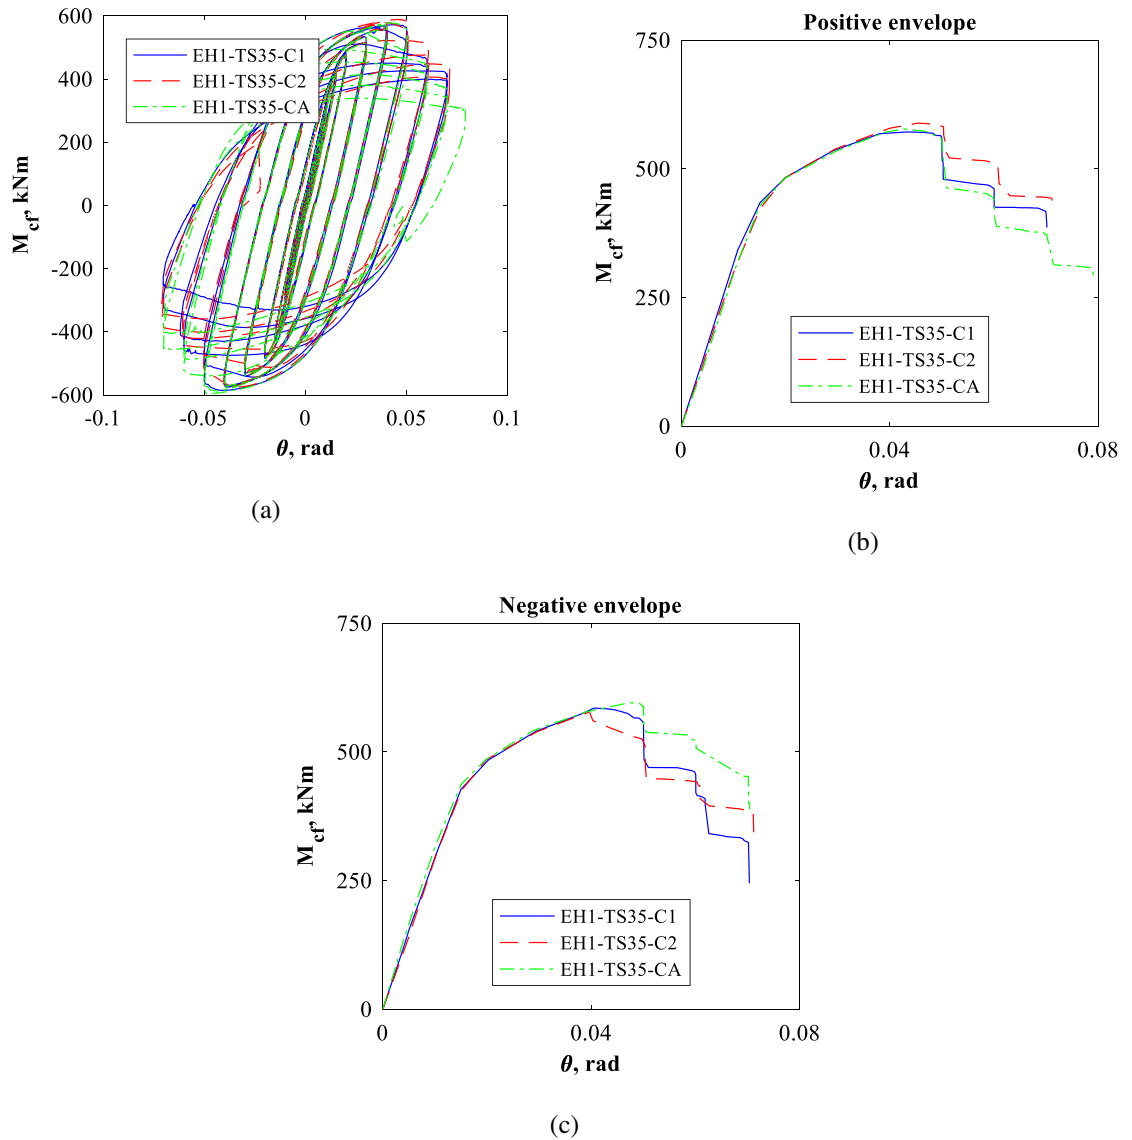 600
400
200
0
-200
-400
-600
M_cf, kNm
EH1-TS35-C1
EH1-TS35-C2
EH1-TS35-CA
-0.1
-0.05
0
0.05
0.1
θ, rad
(a)
Positive envelope
750
500
250
0
M_cf, kNm
EH1-TS35-C1
EH1-TS35-C2
EH1-TS35-CA
0
0.04
0.08
θ, rad
(b)
Negative envelope
750
500
250
0
M_cf, kNm
EH1-TS35-C1
EH1-TS35-C2
EH1-TS35-CA
0
0.04
0.08
θ, rad
(c)